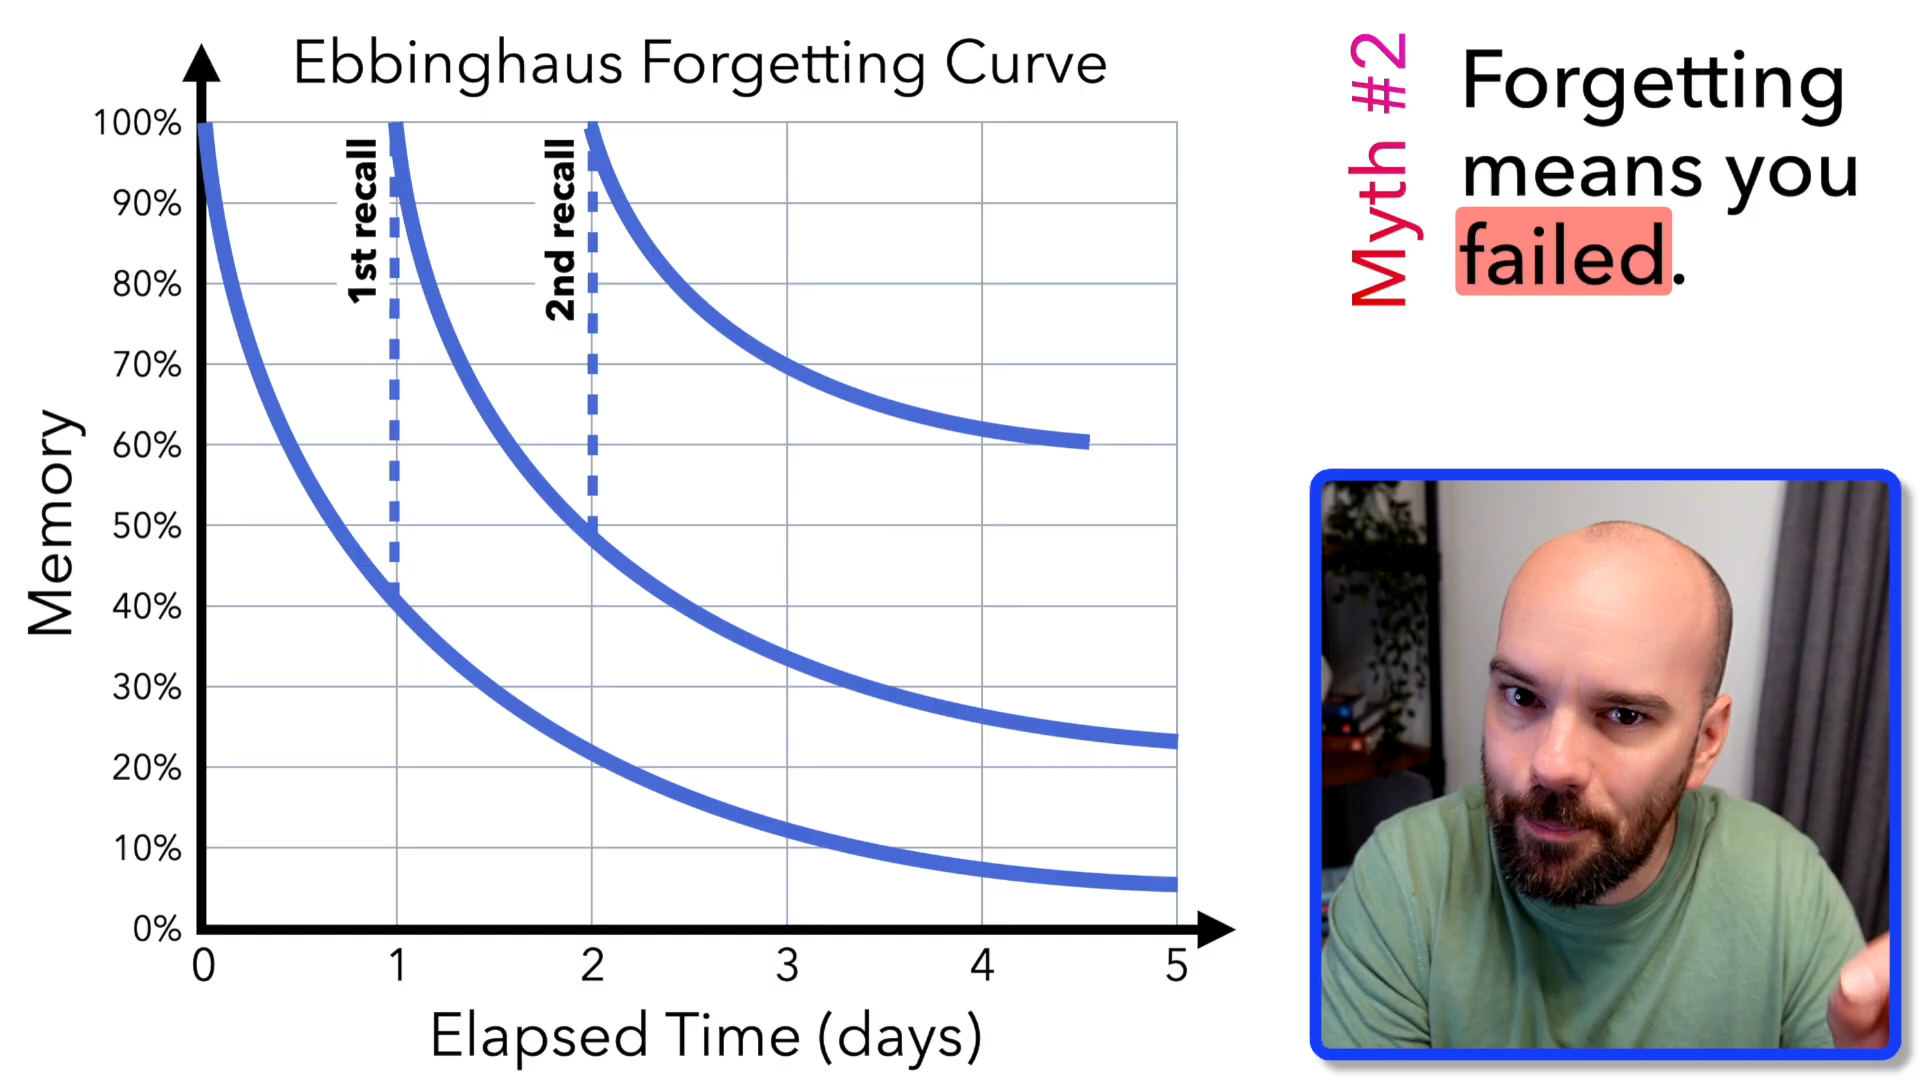 Ebbinghaus Forgetting Curve
Memory
100%
90%
80%
70%
60%
50%
40%
30%
20%
10%
0%
1st recall
2nd recall
0 1 2 3 4 5
Elapsed Time (days)
Myth #2
Forgetting
means you
failed.